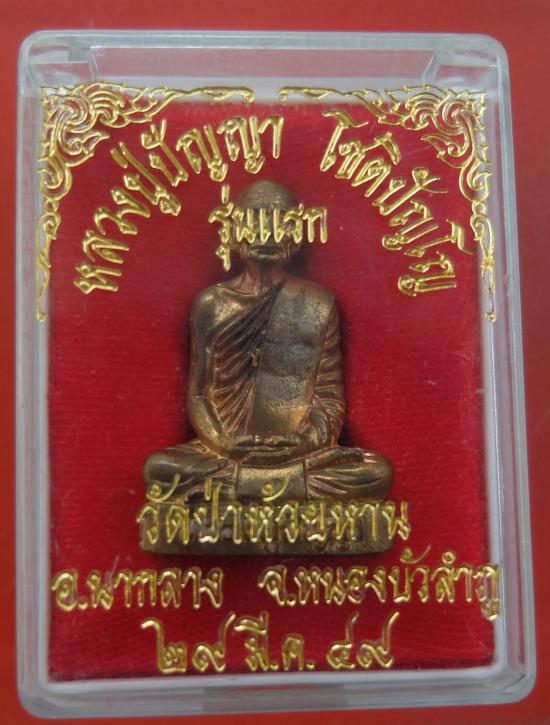 หลวงปู่ปัญญา โชติปัญโญ
รุ่นแรก
วัดป่าห้วยหาน
อ.นากลาง จ.หนองบัวลำภู
๒๙ มี.ค. ๔๙